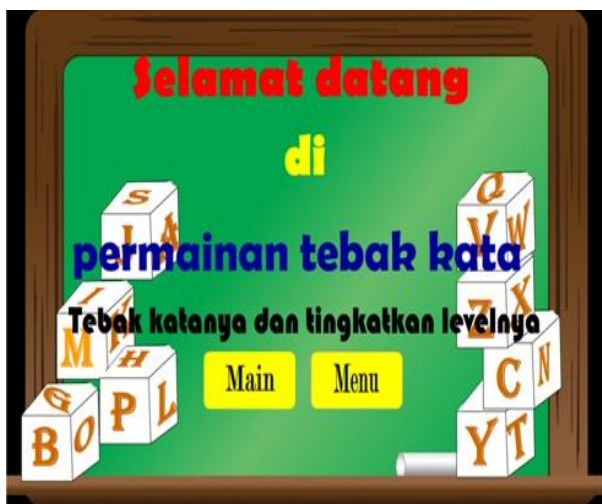 Selamat datang
di
permainan tebak kata
Tebak katanya dan tingkatkan levelnya
Main Menu
S
J A
I
M K
H
P L
G
B O
Q
V W
Z X
C N
Y T